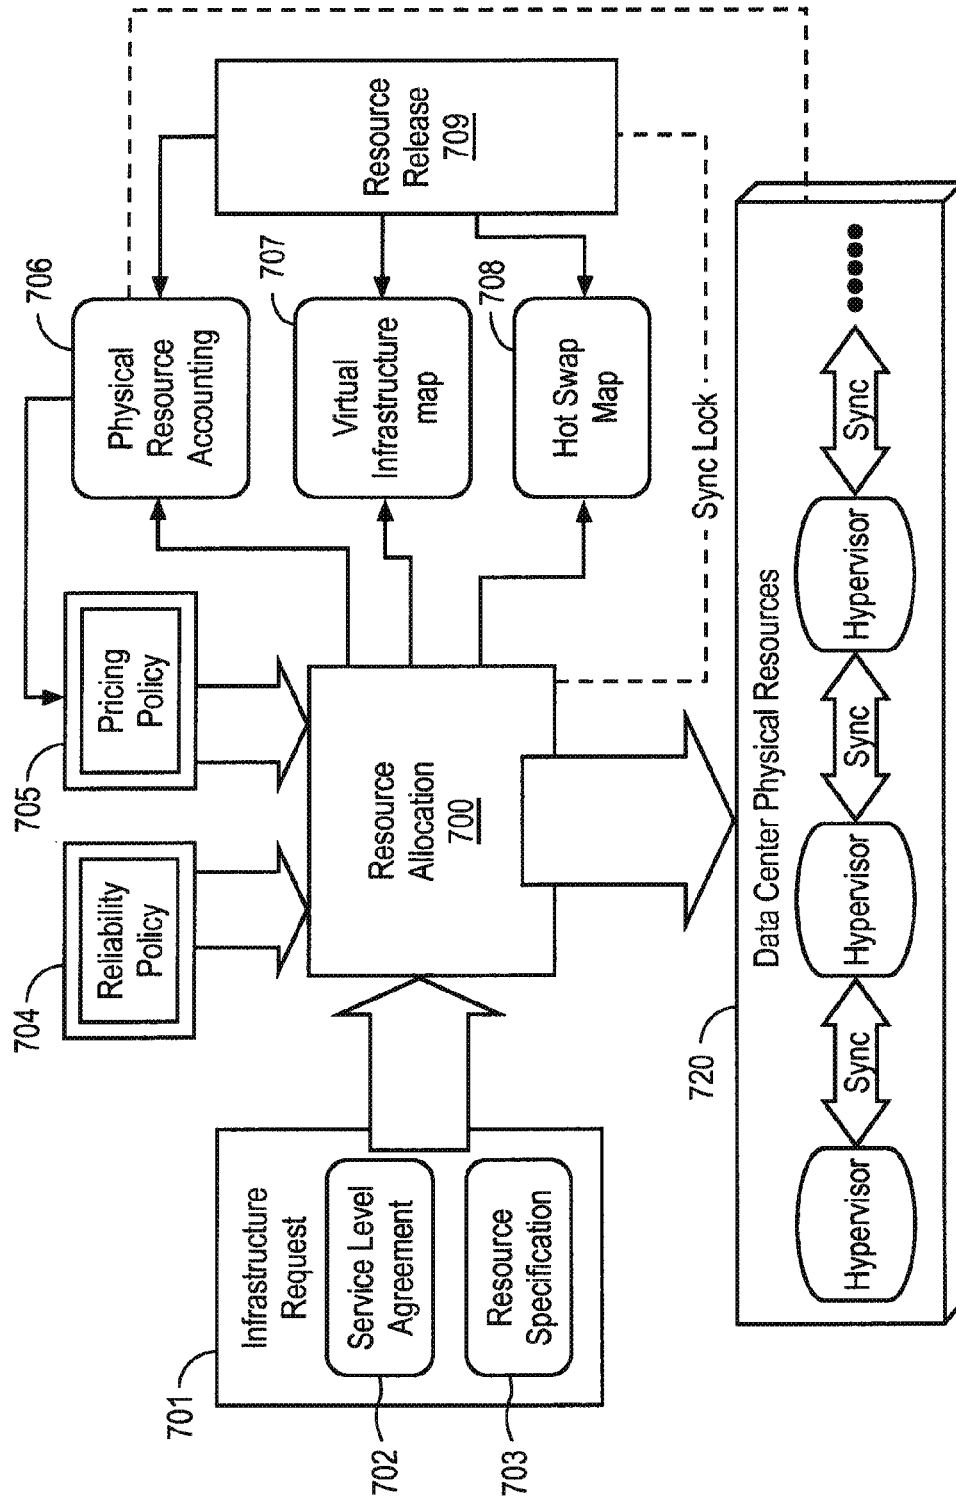 704
Reliability
Policy
705
Pricing
Policy
706
Physical
Resource
Accounting
701
Infrastructure
Request
702
Service Level
Agreement
703
Resource
Specification
Resource
Allocation
700
707
Virtual
Infrastructure
map
708
Hot Swap
Map
Resource
Release
709
Sync Lock
720
Data Center Physical Resources
Hypervisor
Sync
Hypervisor
Sync
Hypervisor
Sync